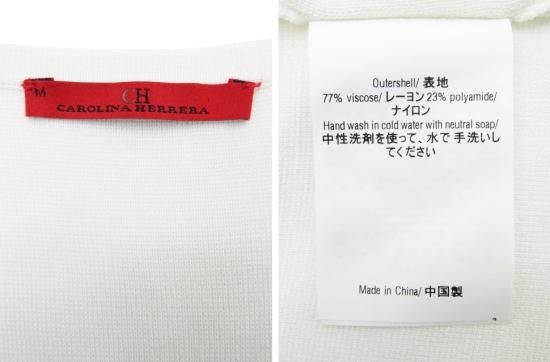 M
CH
CAROLINA HERRERA
Outershell/ 表地
77% viscose/ レーヨン 23% polyamide/
ナイロン
Hand wash in cold water with neutral soap/
中性洗剤を使って、水で手洗いし
てください
Made in China/ 中国製